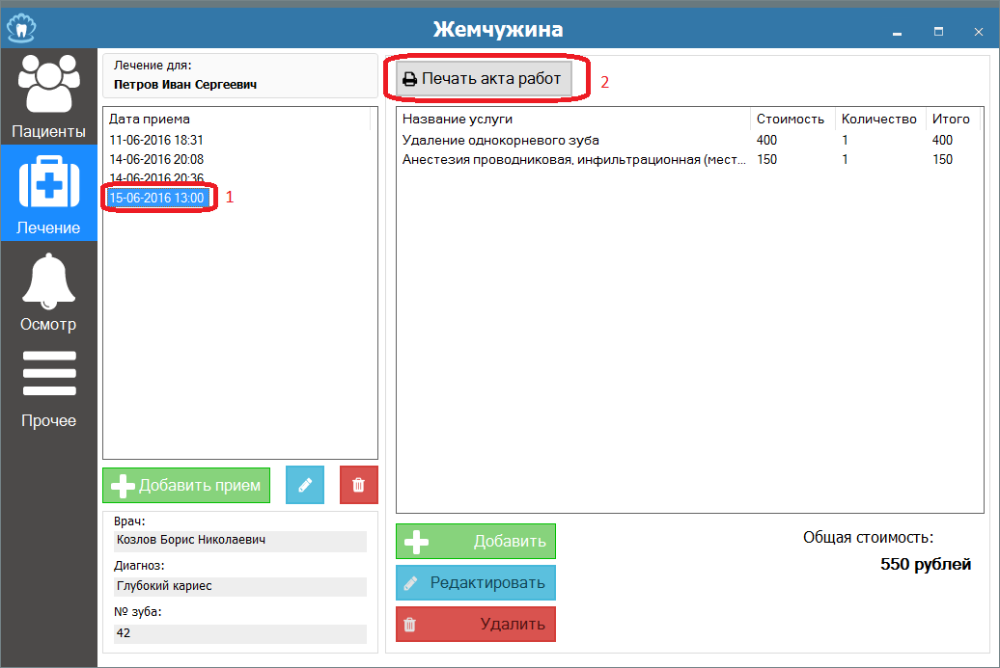 Жемчужина
Пациенты
Лечение
Осмотр
Прочее
Лечение для:
Петров Иван Сергеевич
Дата приема
11-06-2016 18:31
14-06-2016 20:08
14-06-2016 20:36
15-06-2016 13:00
1
Добавить прием
Врач:
Козлов Борис Николаевич
Диагноз:
Глубокий кариес
№ зуба:
42
Печать акта работ
2
Название услуги Стоимость Количество Итого
Удаление однокорневого зуба 400 1 400
Анестезия проводниковая, инфильтрационная (мест... 150 1 150
Добавить
Редактировать
Удалить
Общая стоимость:
550 рублей